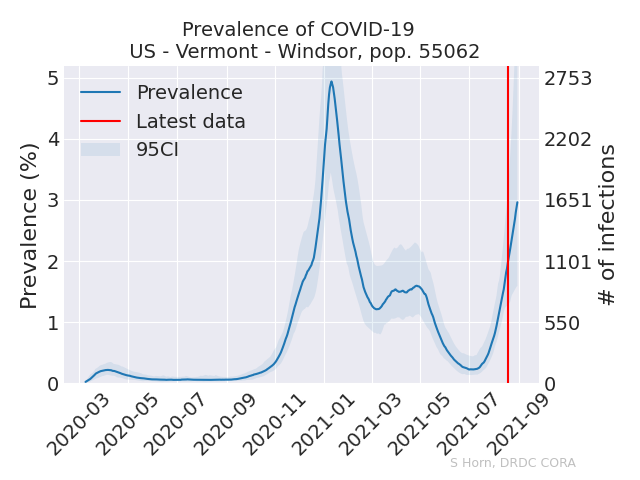 Prevalence of COVID-19
US - Vermont - Windsor, pop. 55062
Prevalence
Latest data
95CI
Prevalence (%)
5
4
3
2
1
0
2753
2202
1651
1101
550
0
# of infections
2020-03
2020-05
2020-07
2020-09
2020-11
2021-01
2021-03
2021-05
2021-07
2021-09
S Horn, DRDC CORA